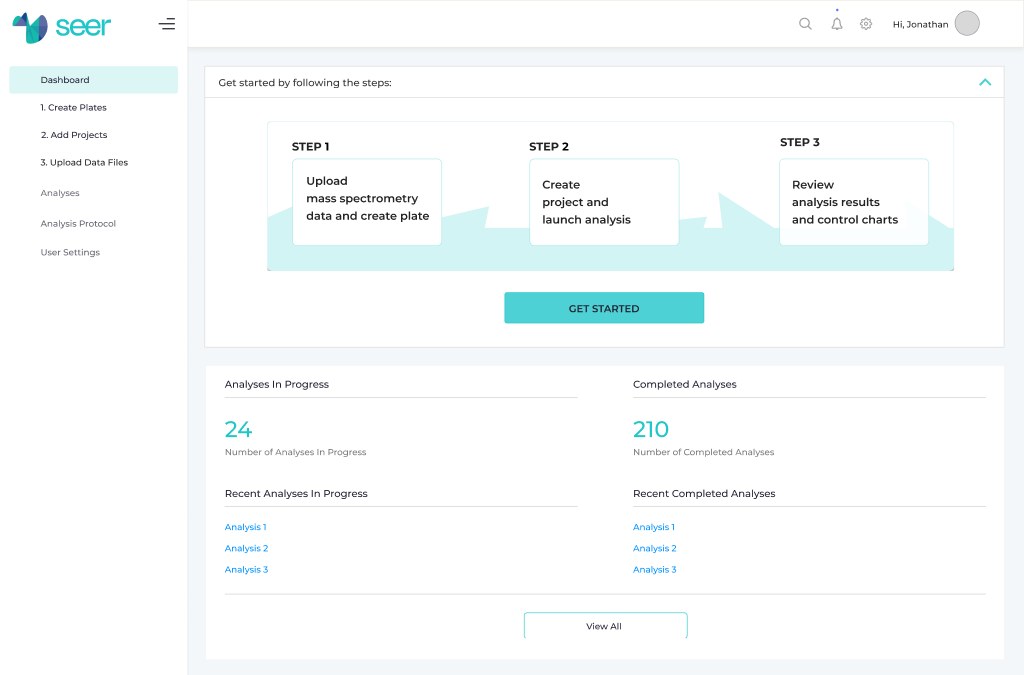 seer
Hi, Jonathan
Dashboard
1. Create Plates
2. Add Projects
3. Upload Data Files
Analyses
Analysis Protocol
User Settings
Get started by following the steps:
STEP 1
Upload
mass spectrometry
data and create plate
STEP 2
Create
project and
launch analysis
STEP 3
Review
analysis results
and control charts
GET STARTED
Analyses In Progress
24
Number of Analyses In Progress
Recent Analyses In Progress
Analysis 1
Analysis 2
Analysis 3
Completed Analyses
210
Number of Completed Analyses
Recent Completed Analyses
Analysis 1
Analysis 2
Analysis 3
View All